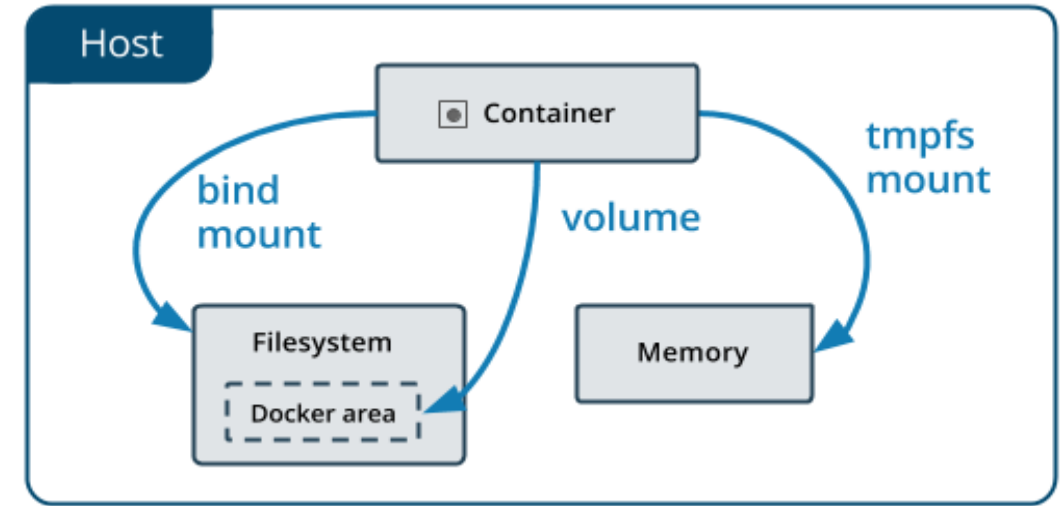 Host
Container
bind
mount
volume
tmpfs
mount
Filesystem
Docker area
Memory